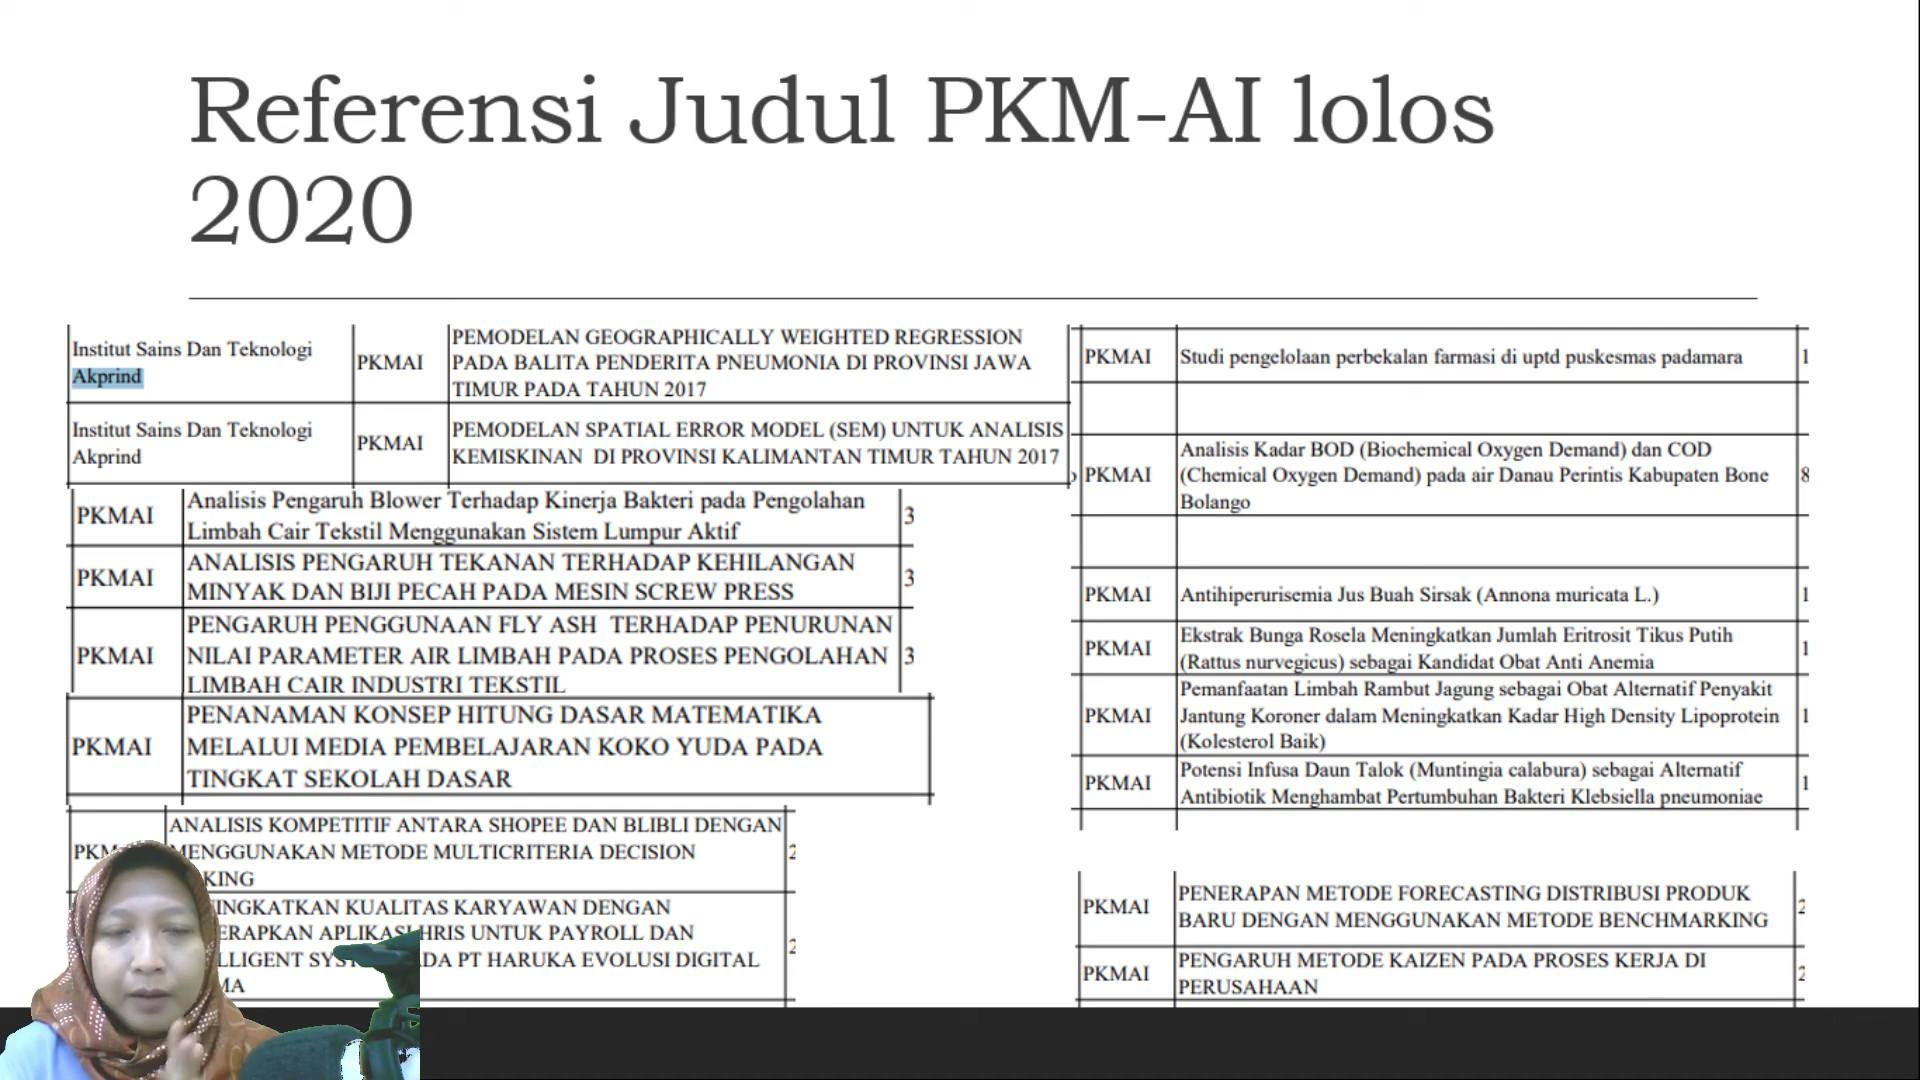 Referensi Judul PKM-AI lolos
2020
Institut Sains Dan Teknologi
Akprind
PKMAI
PEMODELAN GEOGRAPHICALLY WEIGHTED REGRESSION
PADA BALITA PENDERITA PNEUMONIA DI PROVINSI JAWA
TIMUR PADA TAHUN 2017
Institut Sains Dan Teknologi
Akprind
PKMAI
PEMODELAN SPATIAL ERROR MODEL (SEM) UNTUK ANALISIS
KEMISKINAN DI PROVINSI KALIMANTAN TIMUR TAHUN 2017
PKMAI
Analisis Pengaruh Blower Terhadap Kinerja Bakteri pada Pengolahan
Limbah Cair Tekstil Menggunakan Sistem Lumpur Aktif
3
PKMAI
ANALISIS PENGARUH TEKANAN TERHADAP KEHILANGAN
MINYAK DAN BIJI PECAH PADA MESIN SCREW PRESS
3
PKMAI
PENGARUH PENGGUNAAN FLY ASH TERHADAP PENURUNAN
NILAI PARAMETER AIR LIMBAH PADA PROSES PENGOLAHAN
LIMBAH CAIR INDUSTRI TEKSTIL
3
PKMAI
PENANAMAN KONSEP HITUNG DASAR MATEMATIKA
MELALUI MEDIA PEMBELAJARAN KOKO YUDA PADA
TINGKAT SEKOLAH DASAR
ANALISIS KOMPETITIF ANTARA SHOPEE DAN BLIBLI DENGAN
MENGGUNAKAN METODE MULTICRITERIA DECISION
KING
2
INGKATKAN KUALITAS KARYAWAN DENGAN
ERAPKAN APLIKASI HRIS UNTUK PAYROLL DAN
LLIGENT DA PT HARUKA EVOLUSI DIGITAL
MA
2
PKMAI
Studi pengelolaan perbekalan farmasi di uptd puskesmas padamara
1
PKMAI
Analisis Kadar BOD (Biochemical Oxygen Demand) dan COD
(Chemical Oxygen Demand) pada air Danau Perintis Kabupaten Bone
Bolango
8
PKMAI
Antihiperurisemia Jus Buah Sirsak (Annona muricata L.)
1
PKMAI
Ekstrak Bunga Rosela Meningkatkan Jumlah Eritrosit Tikus Putih
(Rattus nurvegicus) sebagai Kandidat Obat Anti Anemia
1
PKMAI
Pemanfaatan Limbah Rambut Jagung sebagai Obat Alternatif Penyakit
Jantung Koroner dalam Meningkatkan Kadar High Density Lipoprotein
(Kolesterol Baik)
1
PKMAI
Potensi Infusa Daun Talok (Muntingia calabura) sebagai Alternatif
Antibiotik Menghambat Pertumbuhan Bakteri Klebsiella pneumoniae
1
PKMAI
PENERAPAN METODE FORECASTING DISTRIBUSI PRODUK
BARU DENGAN MENGGUNAKAN METODE BENCHMARKING
2
PKMAI
PENGARUH METODE KAIZEN PADA PROSES KERJA DI
PERUSAHAAN
2